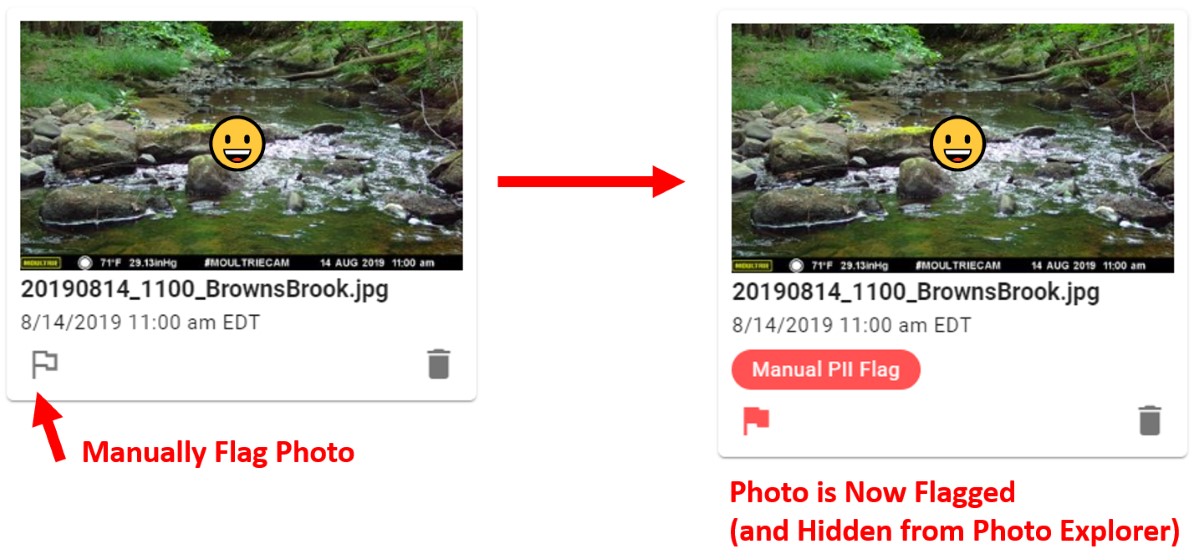 MOULTRIE 71°F 29.13inHg #MOULTRIECAM 14 AUG 2019 11:00 am
20190814_1100_BrownsBrook.jpg
8/14/2019 11:00 am EDT
Manually Flag Photo
MOULTRIE 71°F 29.13inHg #MOULTRIECAM 14 AUG 2019 11:00 am
20190814_1100_BrownsBrook.jpg
8/14/2019 11:00 am EDT
Manual PII Flag
Photo is Now Flagged
(and Hidden from Photo Explorer)